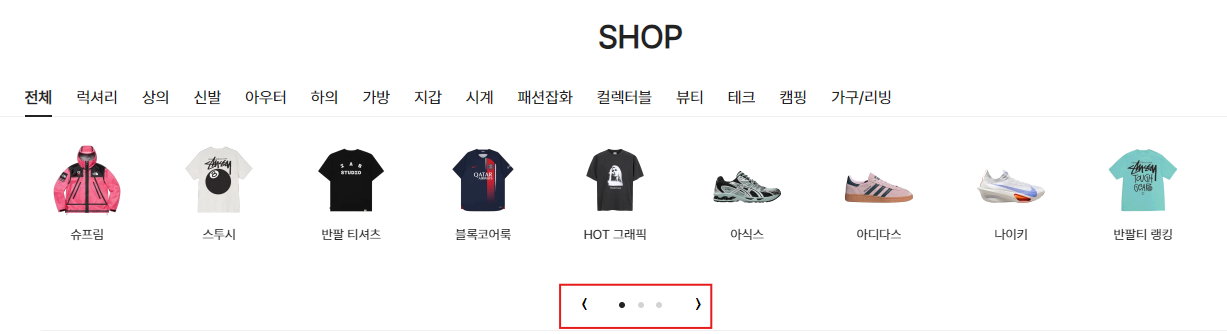 SHOP
전체 럭셔리 상의 신발 아우터 하의 가방 지갑 시계 패션잡화 컬렉터블 뷰티 테크 캠핑 가구/리빙
STUDIO
QATAR
슈프림 스투시 반팔 티셔츠 블록코어룩 HOT 그래픽 아식스 아디다스 나이키 반팔티 랭킹